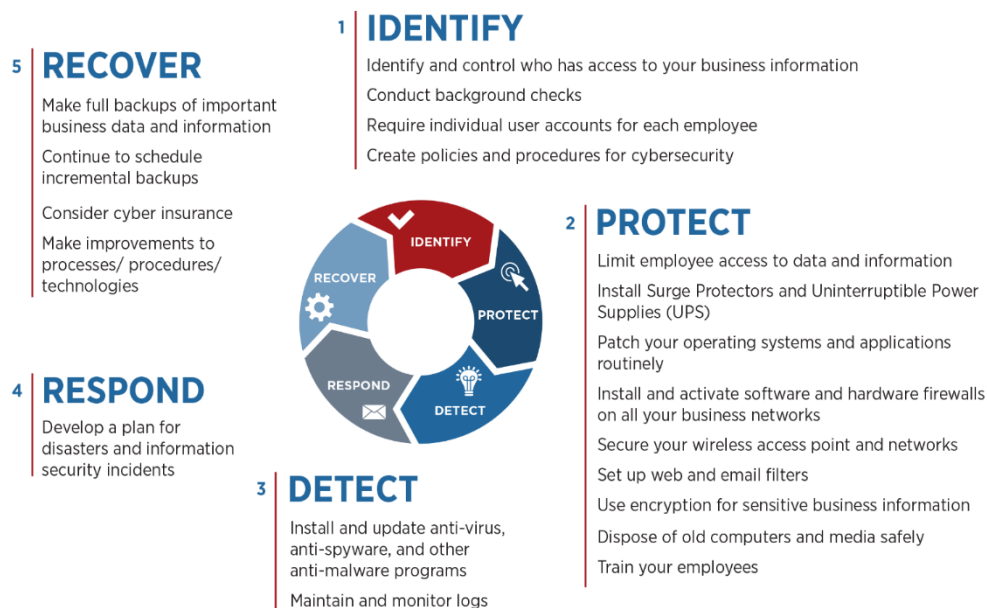 1 IDENTIFY
Identify and control who has access to your business information
Conduct background checks
Require individual user accounts for each employee
Create policies and procedures for cybersecurity
2 PROTECT
Limit employee access to data and information
Install Surge Protectors and Uninterruptible Power
Supplies (UPS)
Patch your operating systems and applications
routinely
Install and activate software and hardware firewalls
on all your business networks
Secure your wireless access point and networks
Set up web and email filters
Use encryption for sensitive business information
Dispose of old computers and media safely
Train your employees
3 DETECT
Install and update anti-virus,
anti-spyware, and other
anti-malware programs
Maintain and monitor logs
4 RESPOND
Develop a plan for
disasters and information
security incidents
5 RECOVER
Make full backups of important
business data and information
Continue to schedule
incremental backups
Consider cyber insurance
Make improvements to
processes/ procedures/
technologies
IDENTIFY
PROTECT
DETECT
RESPOND
RECOVER